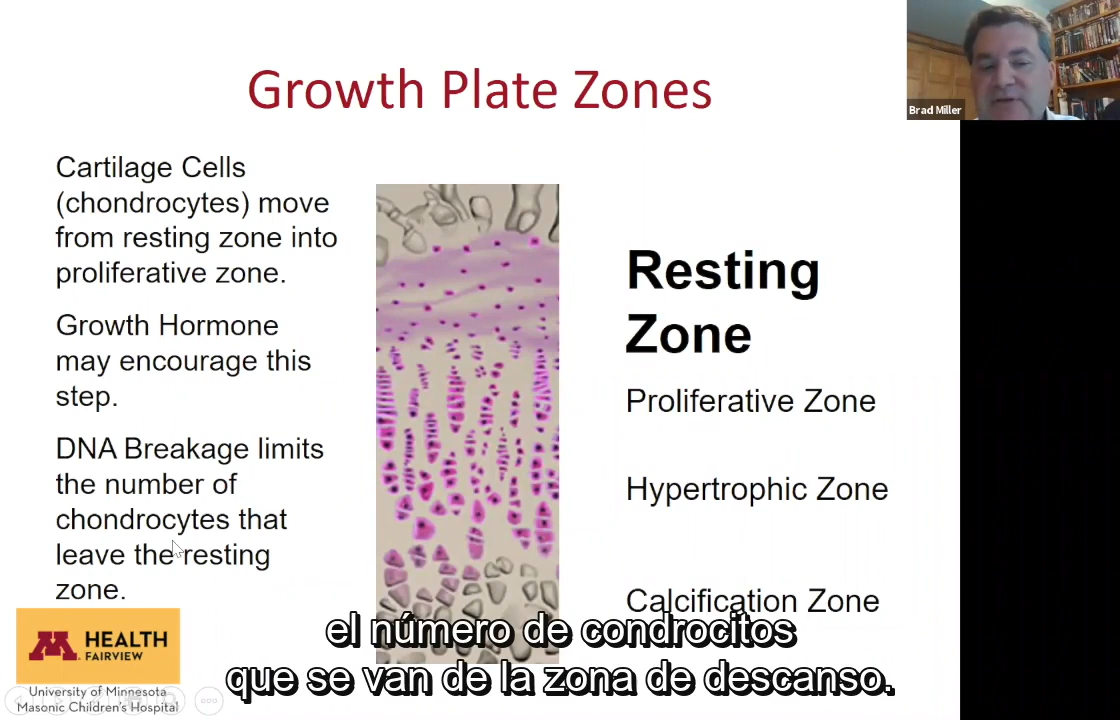 Growth Plate Zones
Brad Miller
Cartilage Cells
(chondrocytes) move
from resting zone into
proliferative zone.
Growth Hormone
may encourage this
step.
DNA Breakage limits
the number of
chondrocytes that
leave the resting
zone.
Resting
Zone
Proliferative Zone
Hypertrophic Zone
Calcification Zone
M HEALTH
FAIRVIEW
University of Minnesota
Masonic Children's Hospital
el número de condrocitos
que se van de la zona de descanso.